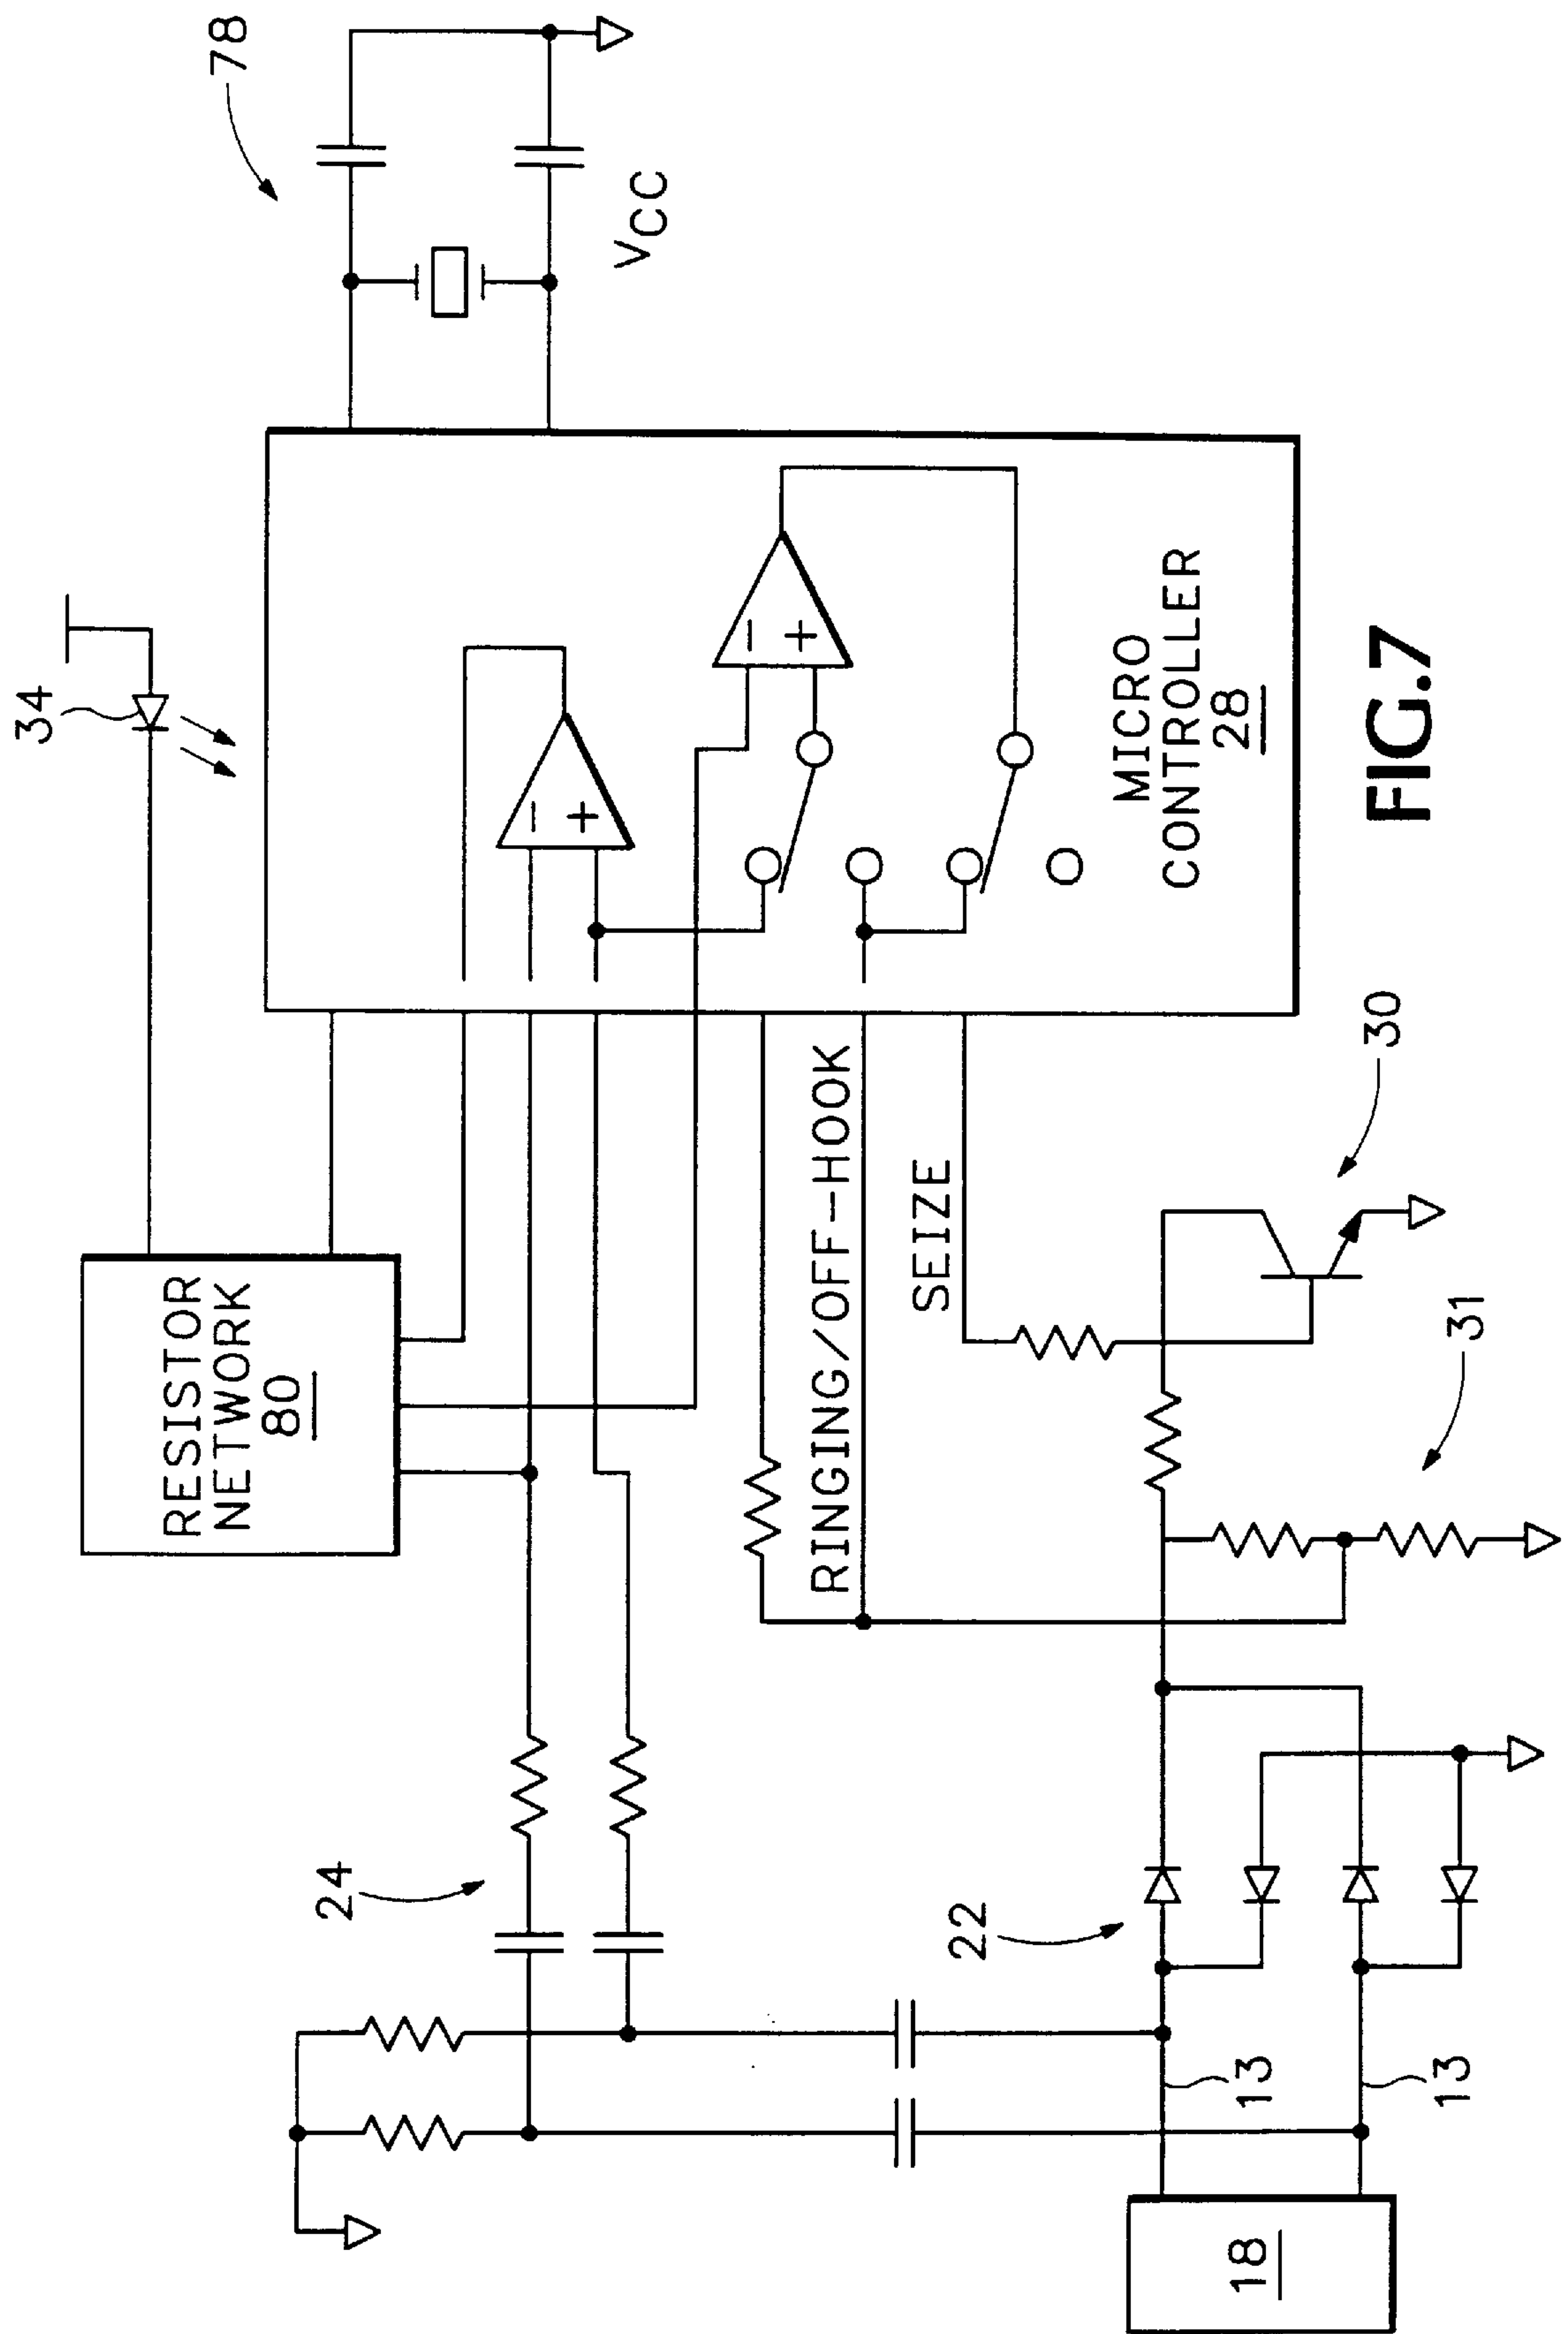 34
78
RESISTOR
NETWORK
80
VCC
24
RINGING/OFF-HOOK
SEIZE
MICRO
CONTROLLER
28
22
30
31
13
13
18
FIG.7
− +
− +